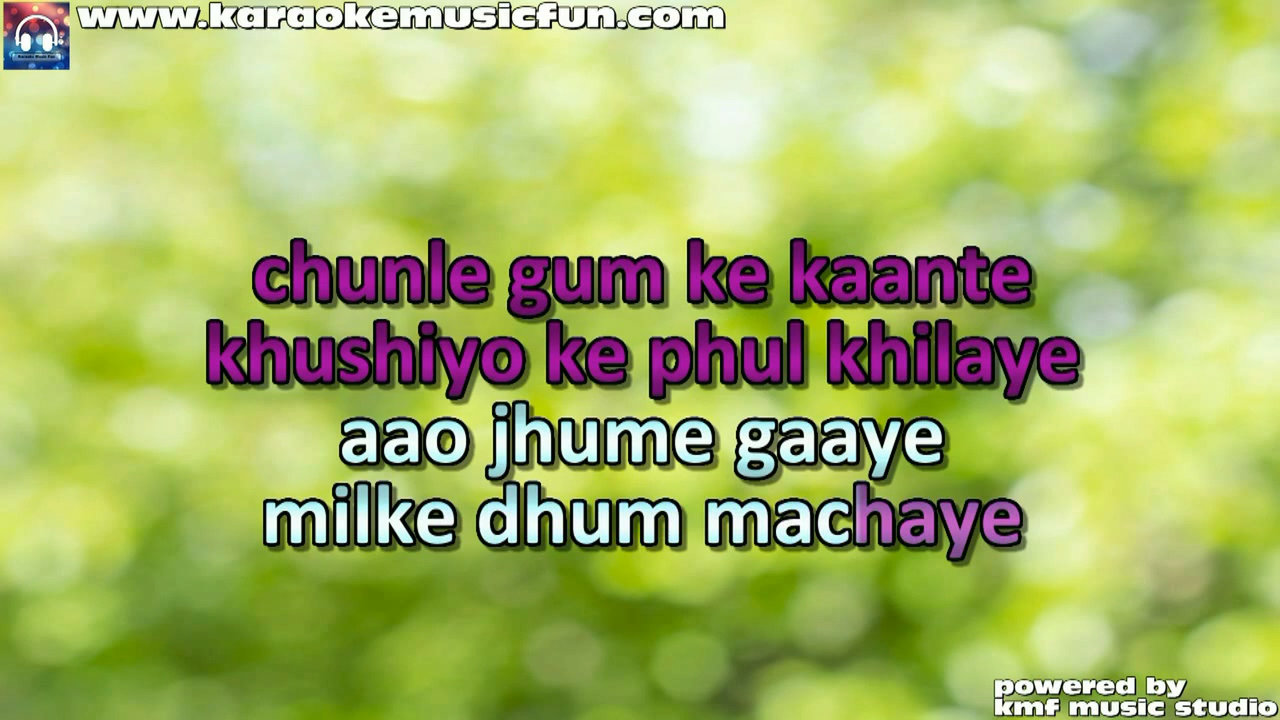 www.karaokemusicfun.com
chunle gum ke kaante
khushiyo ke phul khilaye
aao jhume gaaye
milke dhum machaye
powered by
kmf music studio